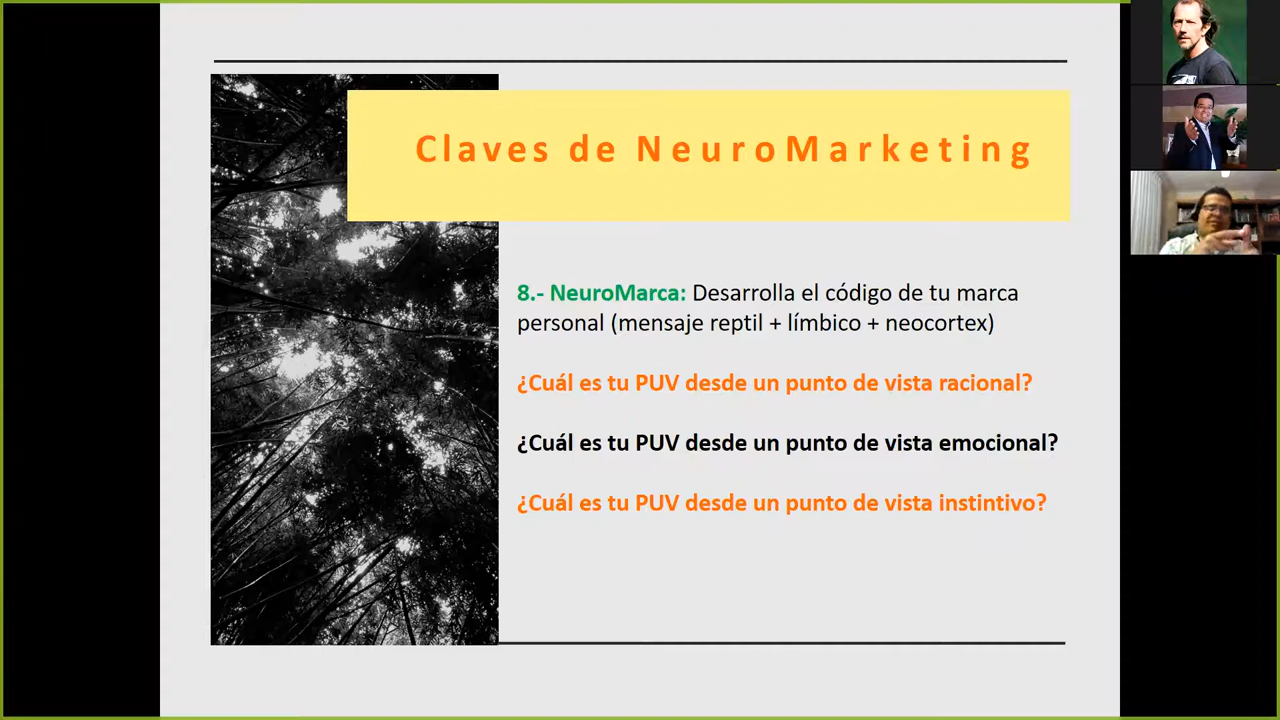 Claves de NeuroMarketing
8.- NeuroMarca: Desarrolla el código de tu marca
personal (mensaje reptil + límbico + neocortex)
¿Cuál es tu PUV desde un punto de vista racional?
¿Cuál es tu PUV desde un punto de vista emocional?
¿Cuál es tu PUV desde un punto de vista instintivo?